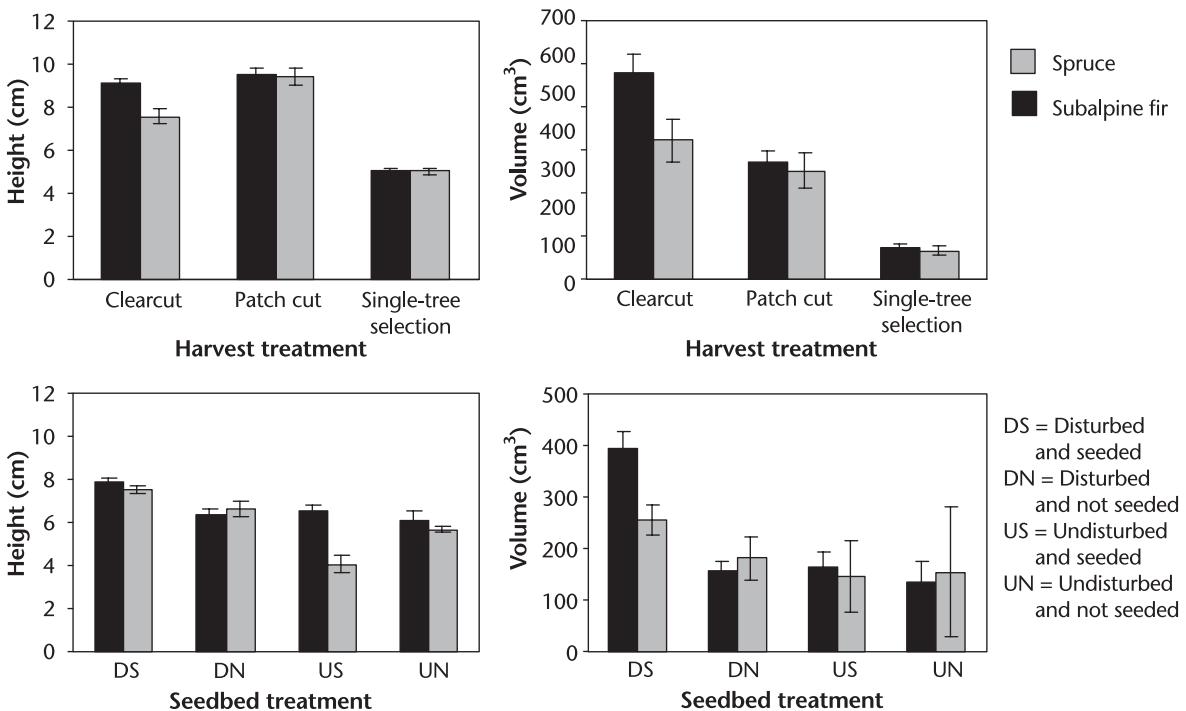 Height (cm)
12
10
8
6
4
2
0
Clearcut
Patch cut
Single-tree
selection
Harvest treatment
Volume (cm³)
700
600
500
400
300
200
100
0
Clearcut
Patch cut
Single-tree
selection
Harvest treatment
Spruce
Subalpine fir
Height (cm)
12
10
8
6
4
2
0
DS
DN
US
UN
Seedbed treatment
Volume (cm³)
500
400
300
200
100
0
DS
DN
US
UN
Seedbed treatment
DS = Disturbed
and seeded
DN = Disturbed
and not seeded
US = Undisturbed
and seeded
UN = Undisturbed
and not seeded